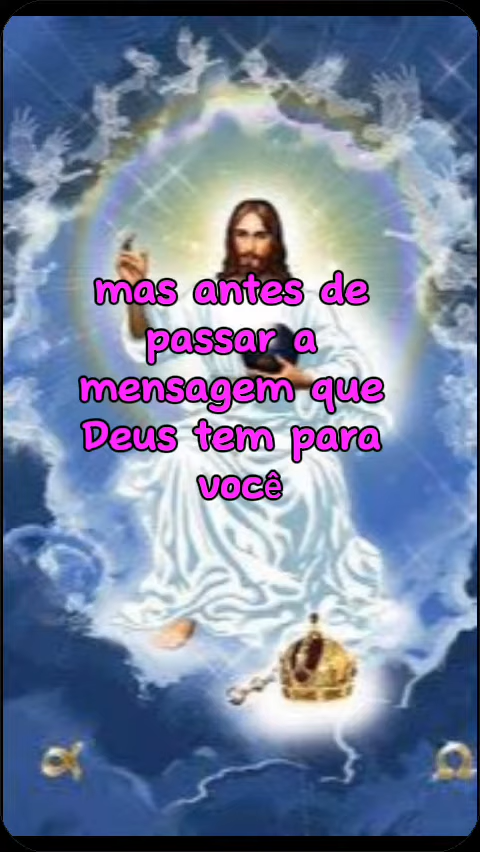 mas antes de
passar a
mensagem que
Deus tem para
você
α Ω